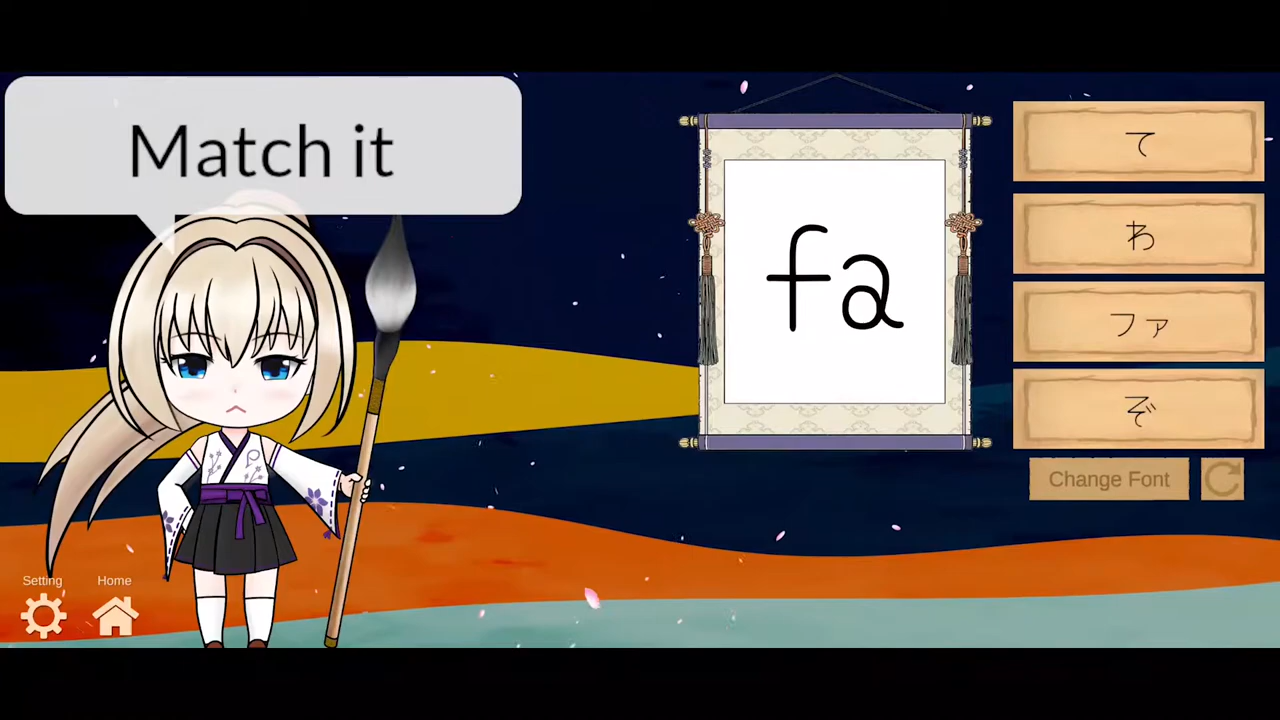 Match it
fa
て
わ
ファ
ぞ
Change Font
Setting
Home